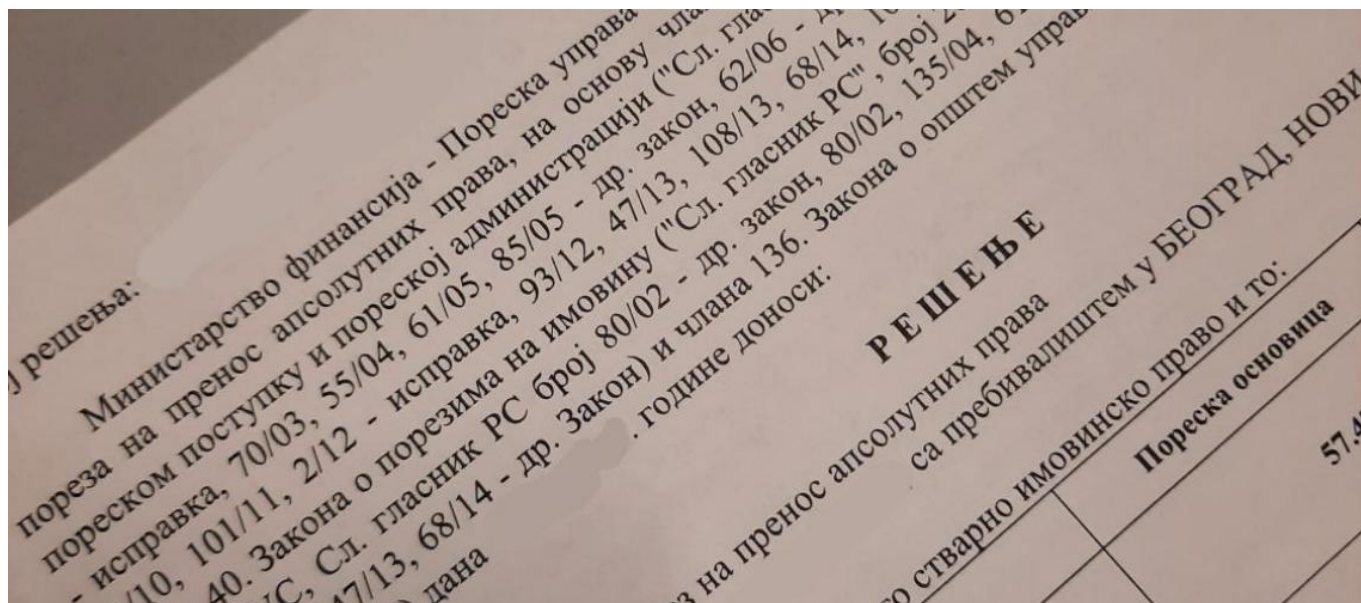 решења:
Министарство финансија - Пореска управа
пореза на пренос апсолутних права, на основу
пореском поступку и пореској администрацији ("Сл.
- исправка, 70/03, 55/04, 61/05, 85/05 - др. закон, 62/06 -
/10, 101/11, 2/12 - исправка, 93/12, 47/13, 108/13, 68/14,
40. Закона о порезима на имовину ("Сл. гласник РС", број
Сл. гласник РС број 80/02 - др. закон, 80/02, 135/04,
47/13, 68/14 - др. Закон) и члана 136. Закона о општем
дана . године доноси:
РЕШЕЊЕ
на пренос апсолутних права
са пребивалиштем у БЕОГРАД, НОВИ
стварно имовинско право и то:
Пореска основица